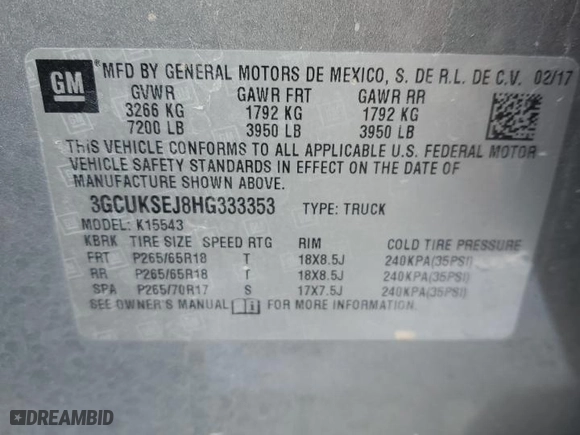 GM ®MFD BY GENERAL MOTORS DE MEXICO, S. DE R.L. DE C.V. 02/17
GVWR GAWR FRT GAWR RR
3266 KG 1792 KG 1792 KG
7200 LB 3950 LB 3950 LB
THIS VEHICLE CONFORMS TO ALL APPLICABLE U.S. FEDERAL MOTOR
VEHICLE SAFETY STANDARDS IN EFFECT ON THE DATE OF
MANUFACTURE SHOWN ABOVE.
3GCUKSEJ8HG333353 TYPE: TRUCK
MODEL: K15543
KBRK TIRE SIZE SPEED RTG RIM COLD TIRE PRESSURE
FRT P265/65R18 T 18X8.5J 240KPA(35PSI)
RR P265/65R18 T 18X8.5J 240KPA(35PSI)
SPA P265/70R17 S 17X7.5J 240KPA(35PSI)
SEE OWNER'S MANUAL FOR MORE INFORMATION.
DREAMBID